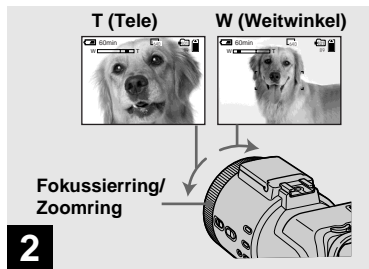 T (Tele) W (Weitwinkel)
60min
W T
60min
W T
Fokussierring/
Zoomring
2